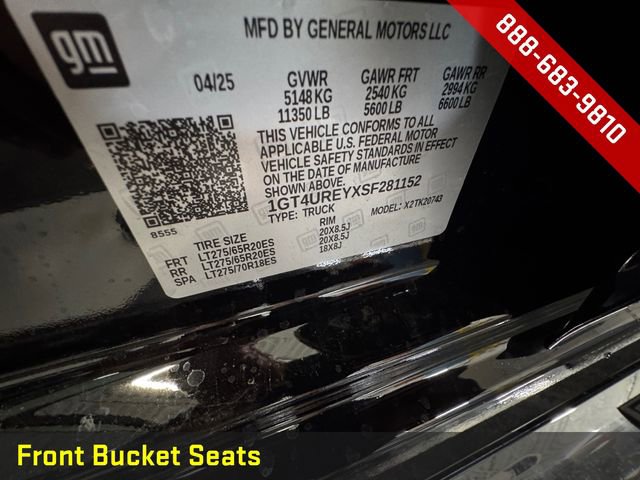 gm
MFD BY GENERAL MOTORS LLC
04/25 GVWR GAWR FRT GAWR RR
5148 KG 2540 KG 2994 KG
11350 LB 5600 LB 6600 LB
THIS VEHICLE CONFORMS TO ALL
APPLICABLE U.S. FEDERAL MOTOR
VEHICLE SAFETY STANDARDS IN EFFECT
ON THE DATE OF MANUFACTURE
SHOWN ABOVE.
1GT4UREYXSF281152
TYPE: TRUCK MODEL: X2TK20743
8555
TIRE SIZE RIM
FRT LT275/65R20ES 20X8.5J
RR LT275/65R20ES 20X8.5J
SPA LT275/70R18ES 18X8J
888-683-9810
Front Bucket Seats